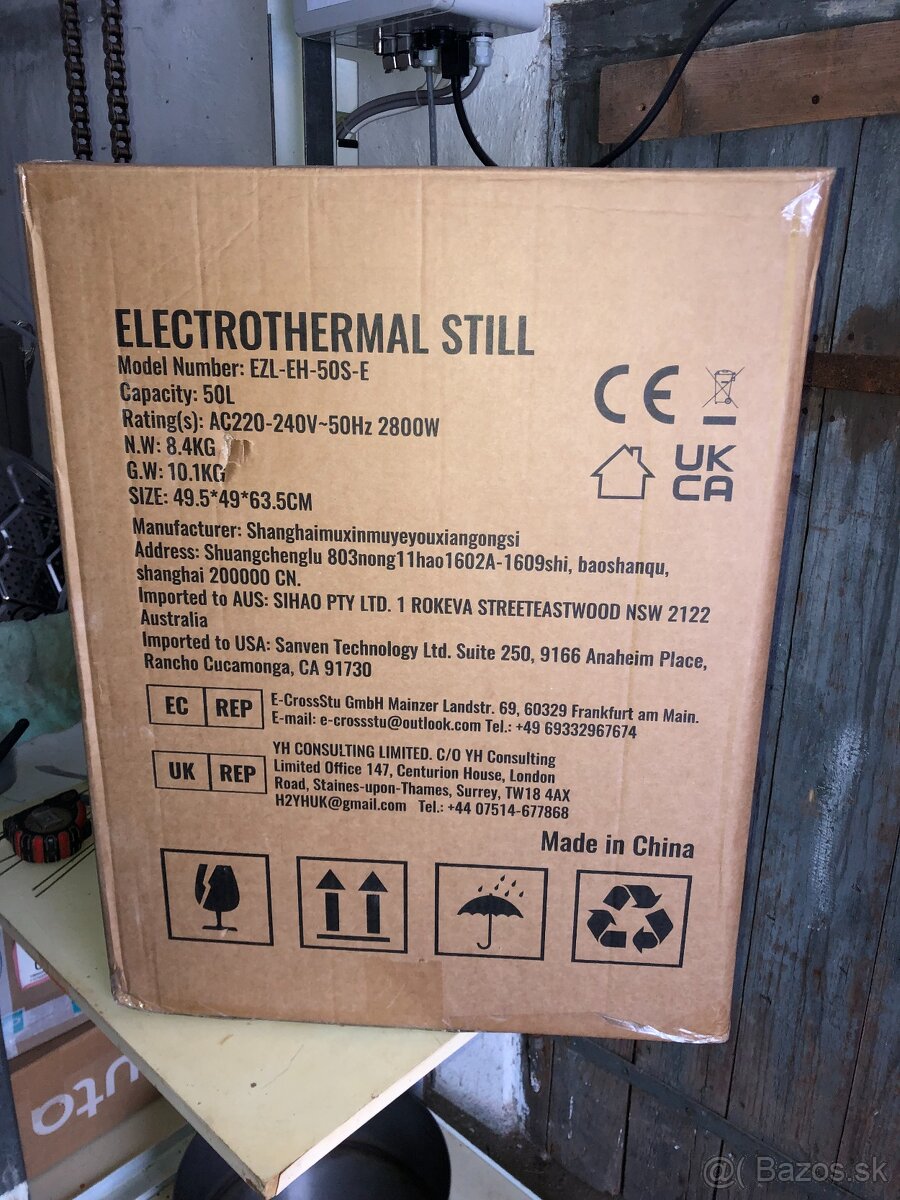 ELECTROTHERMAL STILL
Model Number: EZL-EH-50S-E
Capacity: 50L
Rating(s): AC220-240V~50Hz 2800W
N.W: 8.4KG
G.W: 10.1KG
SIZE: 49.5*49*63.5CM
CE
UK
CA
Manufacturer: Shanghaimuxinmuyeyouxiangongsi
Address: Shuangchenglu 803nong11hao1602A-1609shi, baoshanqu,
shanghai 200000 CN.
Imported to AUS: SIHAO PTY LTD. 1 ROKEVA STREETEASTWOOD NSW 2122
Australia
Imported to USA: Sanven Technology Ltd. Suite 250, 9166 Anaheim Place,
Rancho Cucamonga, CA 91730
EC REP
E-CrossStu GmbH Mainzer Landstr. 69, 60329 Frankfurt am Main.
E-mail: e-crossstu@outlook.com Tel.: +49 69332967674
UK REP
YH CONSULTING LIMITED. C/O YH Consulting
Limited Office 147, Centurion House, London
Road, Staines-upon-Thames, Surrey, TW18 4AX
H2YHUK@gmail.com Tel.: +44 07514-677868
Made in China
@( Bazos.sk